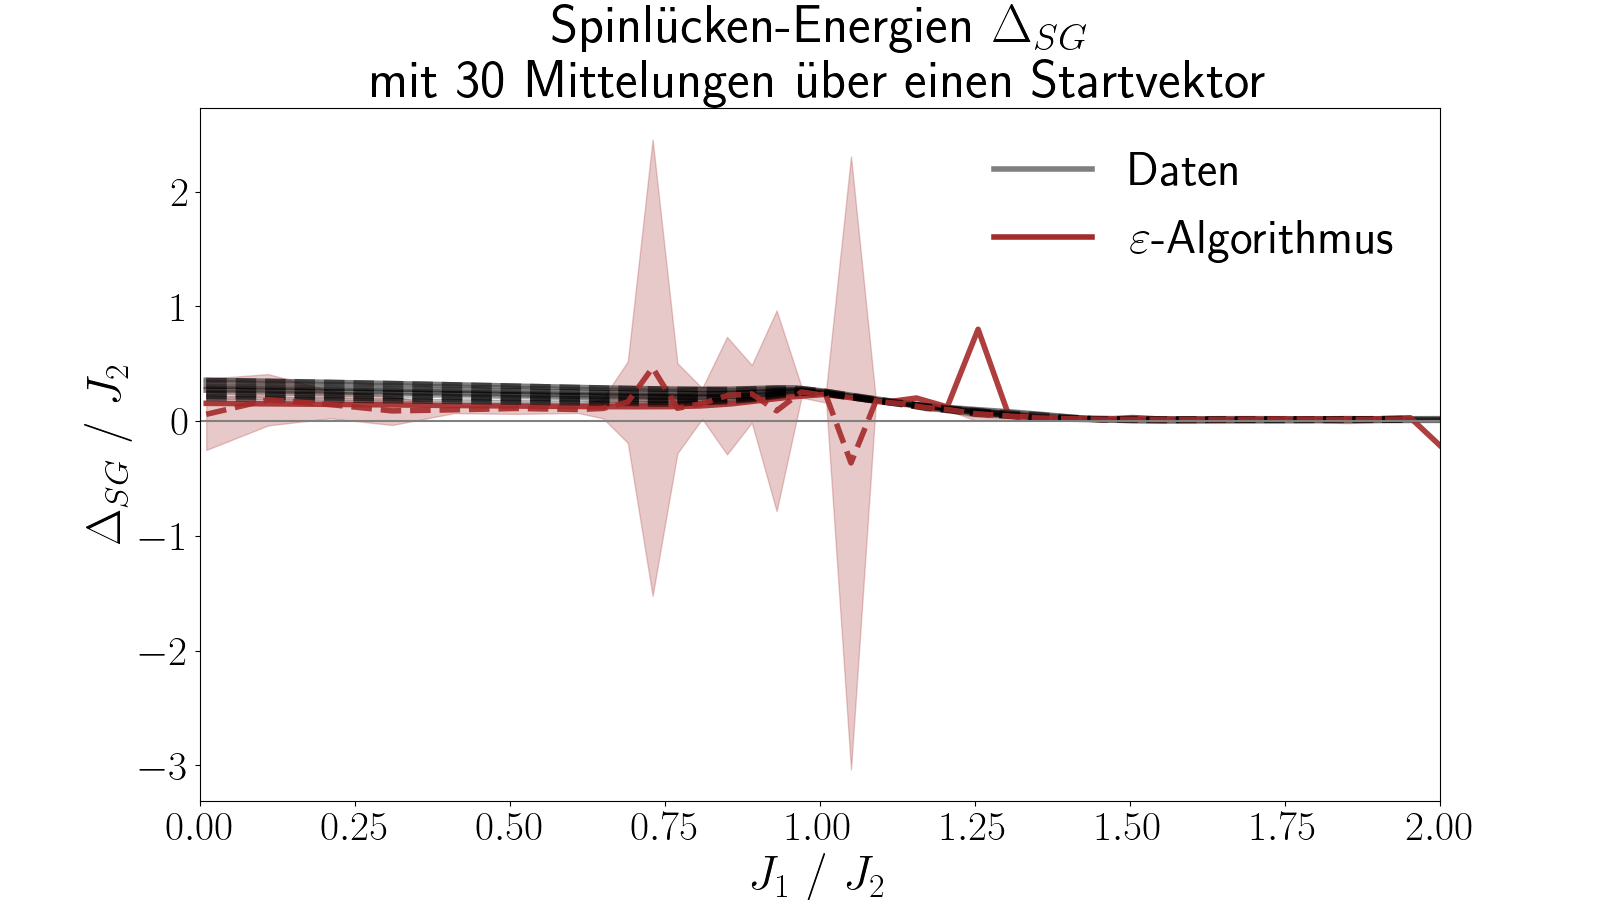 Spinlücken-Energien Δ_SG
mit 30 Mittelungen über einen Startvektor
Daten
ε-Algorithmus
Δ_SG / J_2
2
1
0
−1
−2
−3
0.00 0.25 0.50 0.75 1.00 1.25 1.50 1.75 2.00
J_1 / J_2